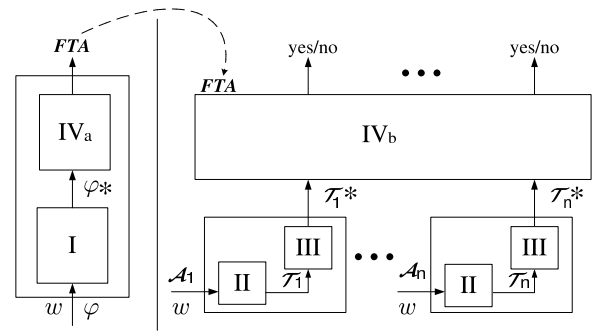 FTA
IVa
φ*
I
w φ
FTA
yes/no
•••
yes/no
IVb
𝒯1*
𝒯n*
III
•••
III
𝒜1
II
𝒯1
w
𝒜n
II
𝒯n
w